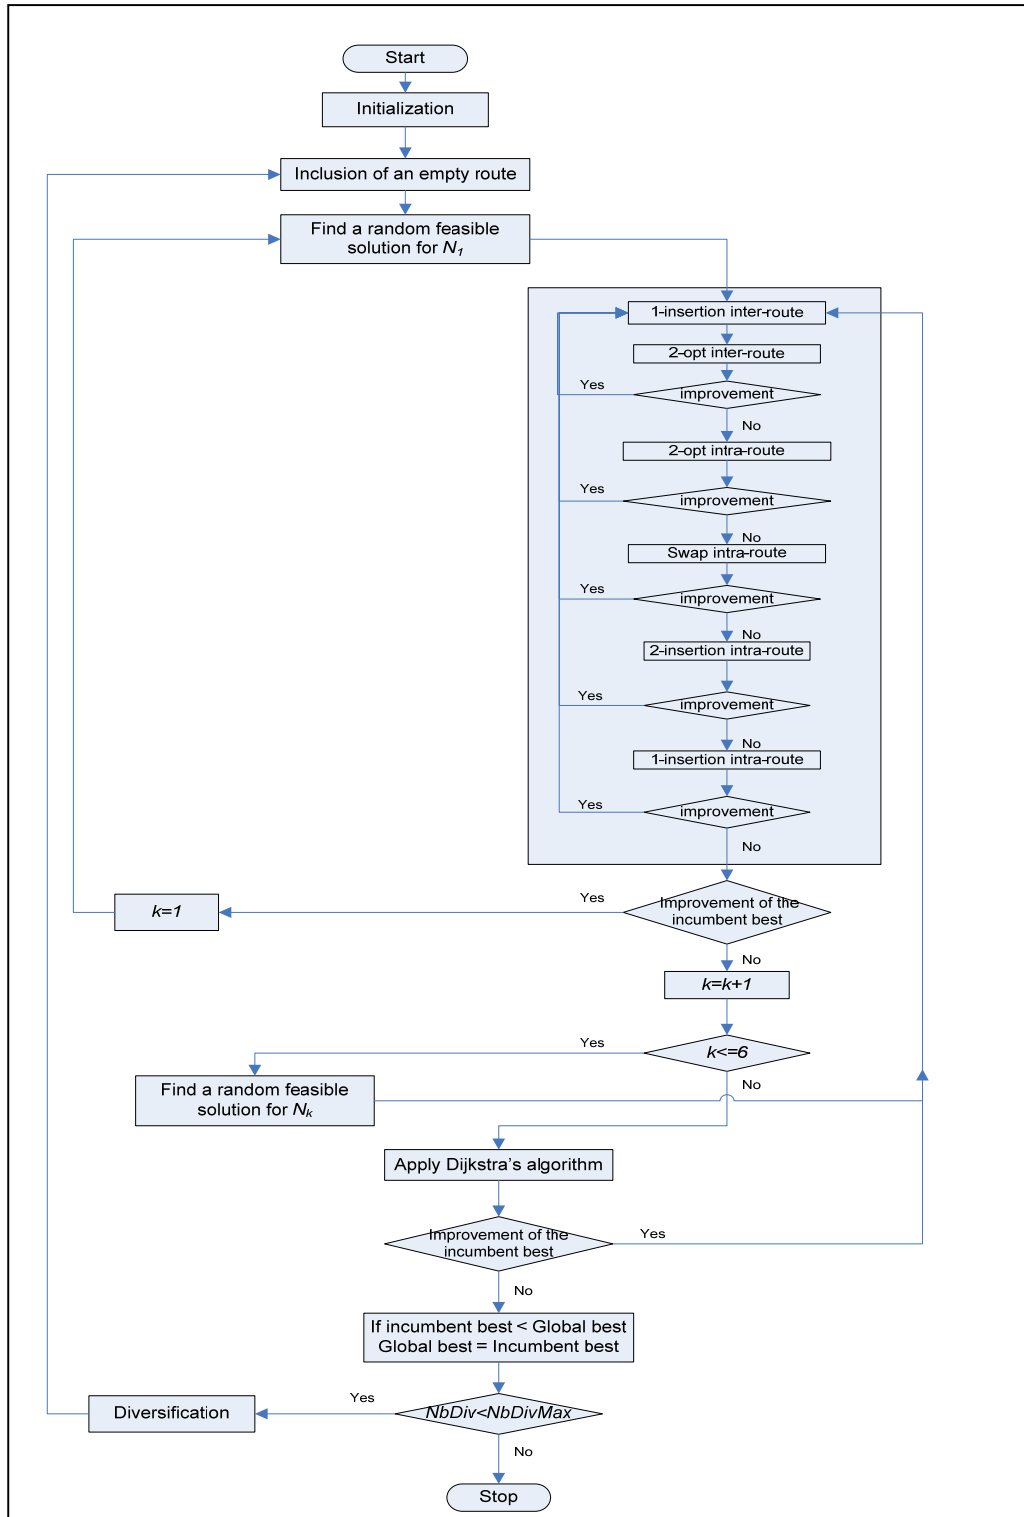 Start
Initialization
Inclusion of an empty route
Find a random feasible
solution for N1
1-insertion inter-route
2-opt inter-route
Yes
improvement
No
2-opt intra-route
Yes
improvement
No
Swap intra-route
Yes
improvement
No
2-insertion intra-route
Yes
improvement
No
1-insertion intra-route
Yes
improvement
No
Yes
Improvement of the
incumbent best
k=1
No
k=k+1
Yes
k<=6
No
Find a random feasible
solution for Nk
Apply Dijkstra's algorithm
Improvement of the
incumbent best
Yes
No
If incumbent best < Global best
Global best = Incumbent best
Yes
NbDiv<NbDivMax
Diversification
No
Stop